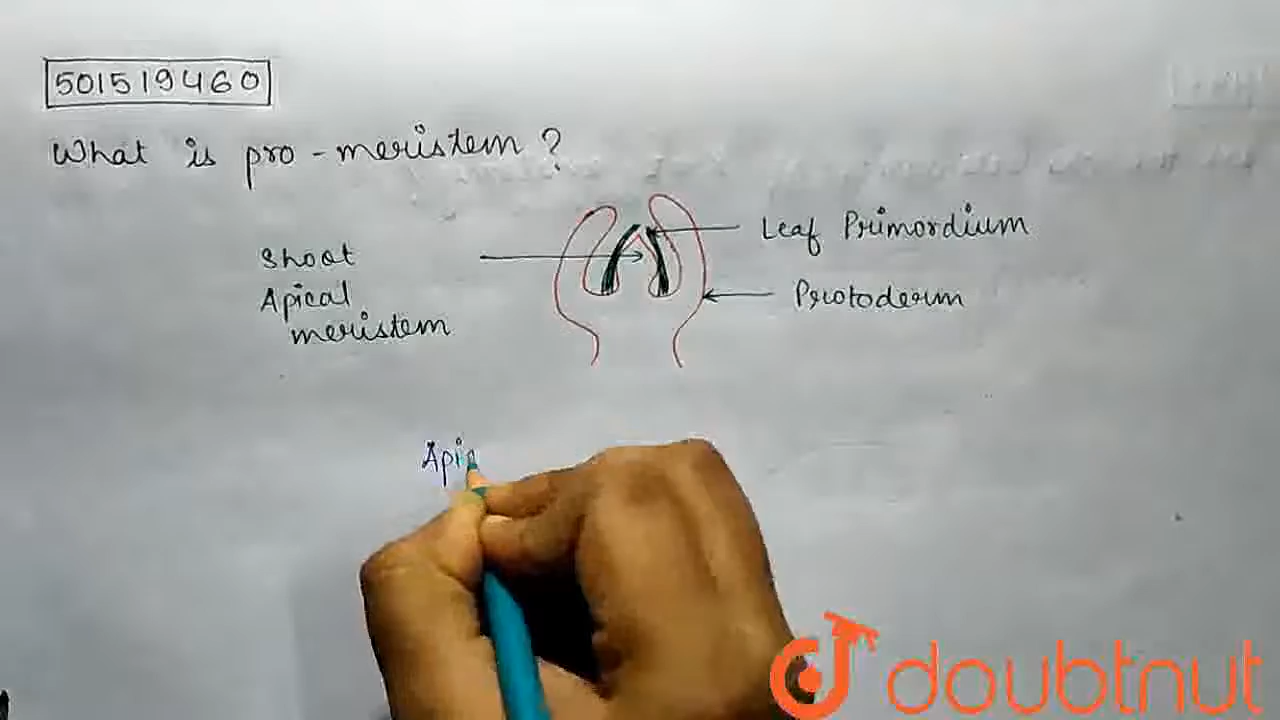 501519460
What is pro-meristem?
Leaf Primordium
Shoot
Apical
meristem
Protoderm
Api
doubtnut